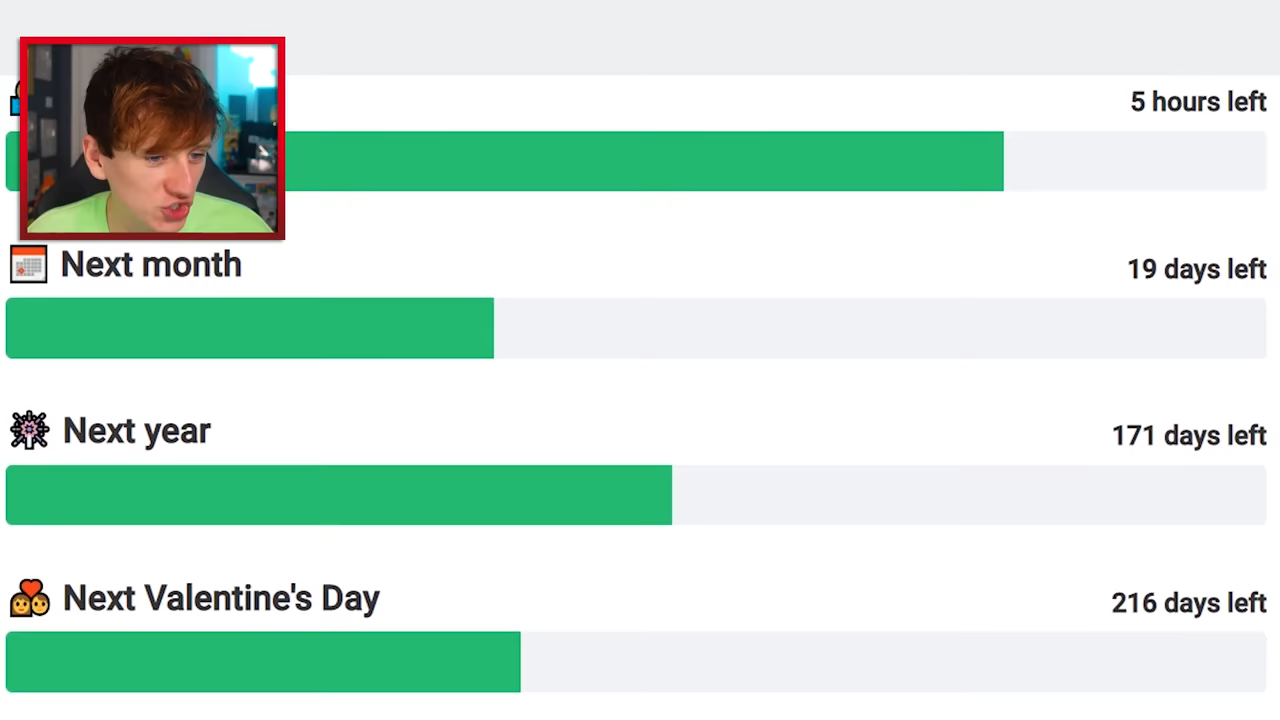 5 hours left
Next month
19 days left
Next year
171 days left
Next Valentine's Day
216 days left